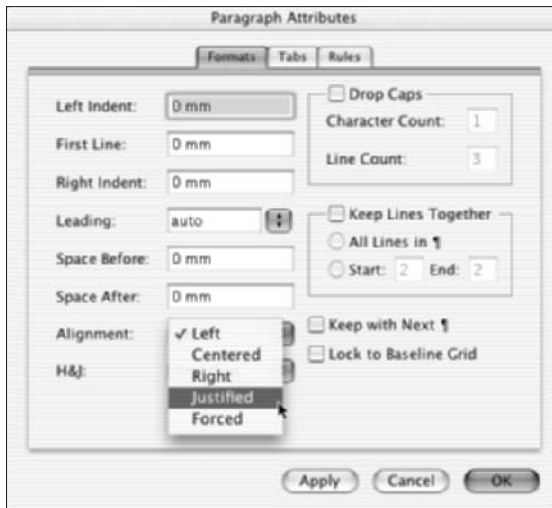 Paragraph Attributes
Formats Tabs Rules
Left Indent: 0 mm
First Line: 0 mm
Right Indent: 0 mm
Leading: auto
Space Before: 0 mm
Space After: 0 mm
Alignment: ✓ Left
Centered
Right
Justified
Forced
H&J:
Drop Caps
Character Count: 1
Line Count: 3
Keep Lines Together
All Lines in ¶
Start: 2 End: 2
Keep with Next ¶
Lock to Baseline Grid
Apply Cancel OK